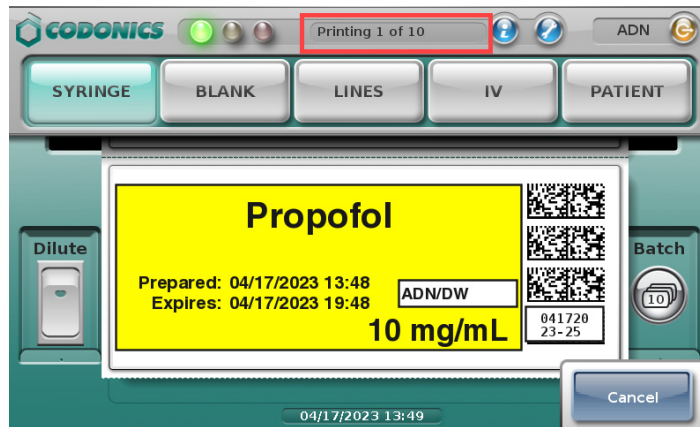 CODONICS
Printing 1 of 10
ADN
SYRINGE
BLANK
LINES
IV
PATIENT
Propofol
Dilute
Batch
Prepared: 04/17/2023 13:48
Expires: 04/17/2023 19:48
ADN/DW
10
10 mg/mL
041720
23-25
Cancel
04/17/2023 13:49